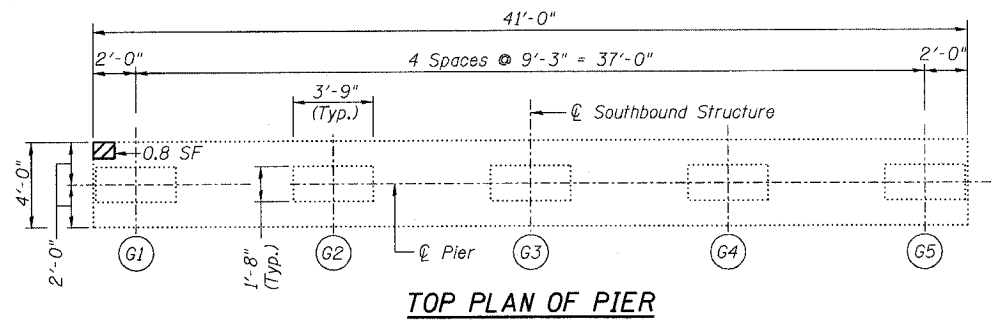 41'-0"
2'-0"
4 Spaces @ 9'-3" = 37'-0"
2'-0"
3'-9"
(Typ.)
℄ Southbound Structure
0.8 SF
4'-0"
2'-0"
1'-8"
(Typ.)
℄ Pier
G1
G2
G3
G4
G5
TOP PLAN OF PIER